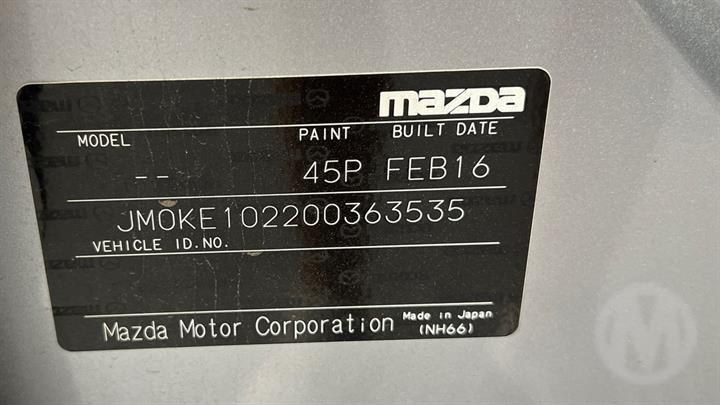 mazda
MODEL PAINT BUILT DATE
-- 45P FEB16
JM0KE102200363535
VEHICLE ID.NO.
Mazda Motor Corporation Made in Japan
(NH66)
M